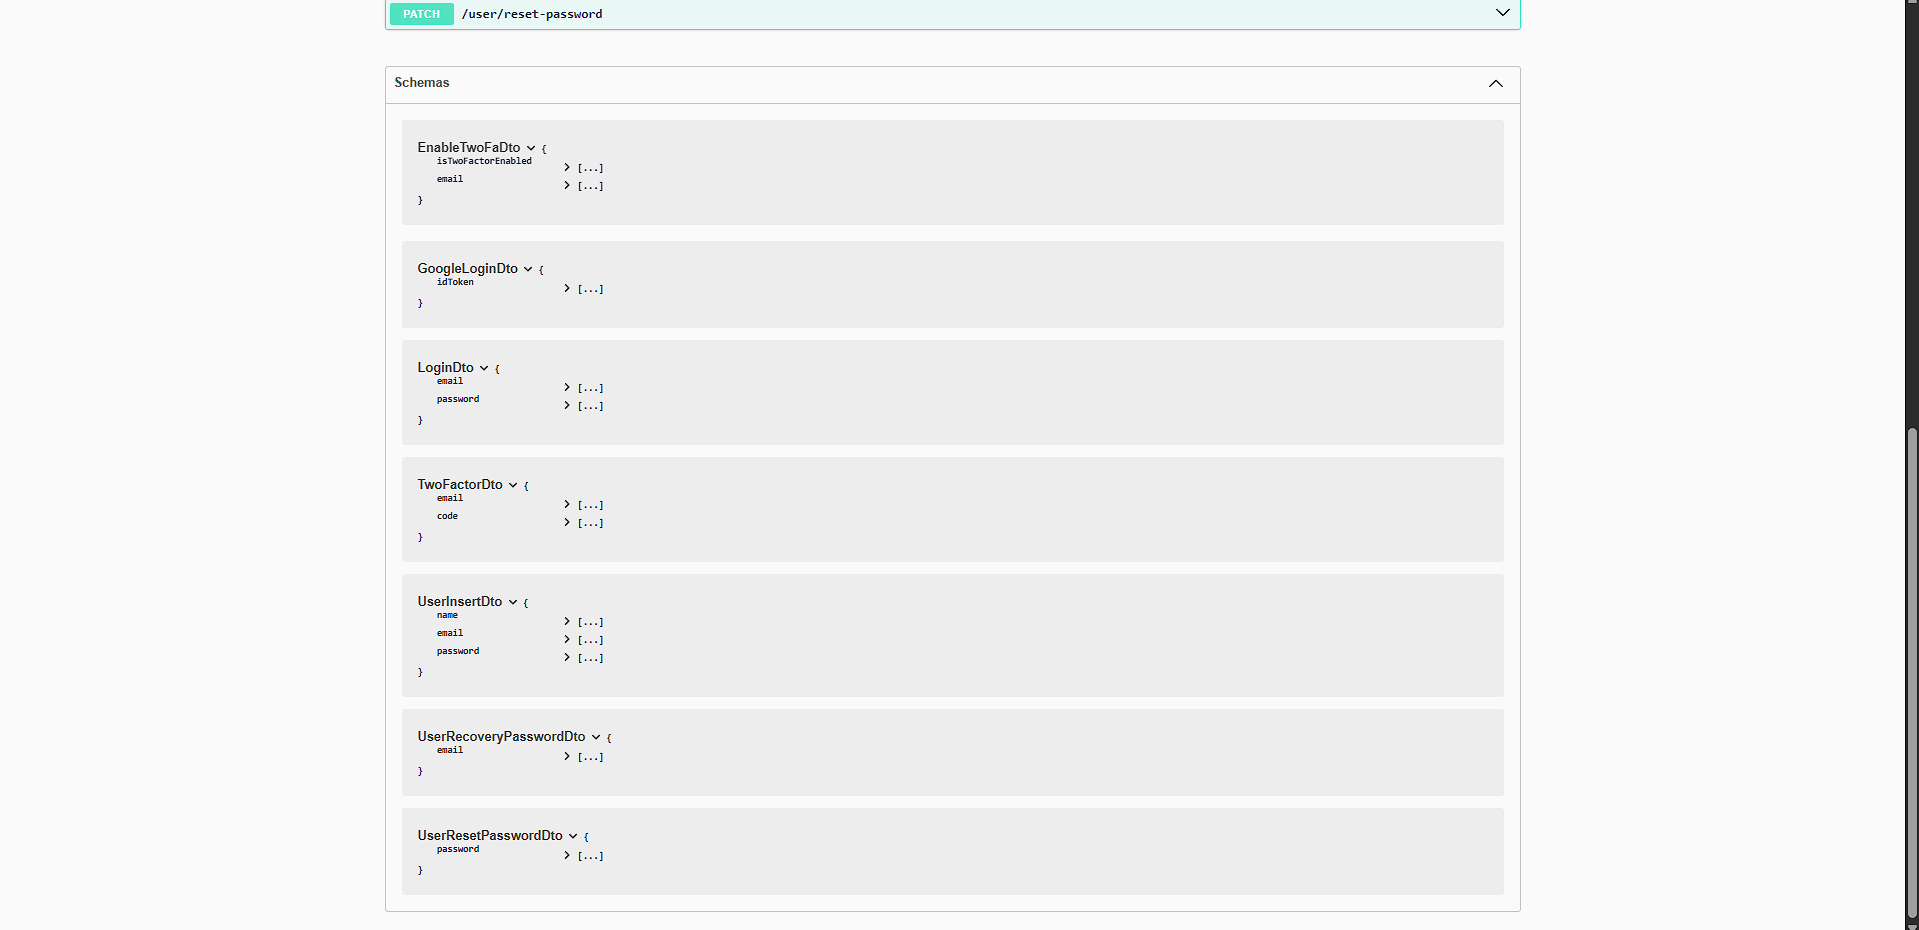 PATCH /user/reset-password
Schemas
EnableTwoFaDto {
isTwoFactorEnabled
[...]
email
[...]
}
GoogleLoginDto {
idToken
[...]
}
LoginDto {
email
[...]
password
[...]
}
TwoFactorDto {
email
[...]
code
[...]
}
UserInsertDto {
name
[...]
email
[...]
password
[...]
}
UserRecoveryPasswordDto {
email
[...]
}
UserResetPasswordDto {
password
[...]
}